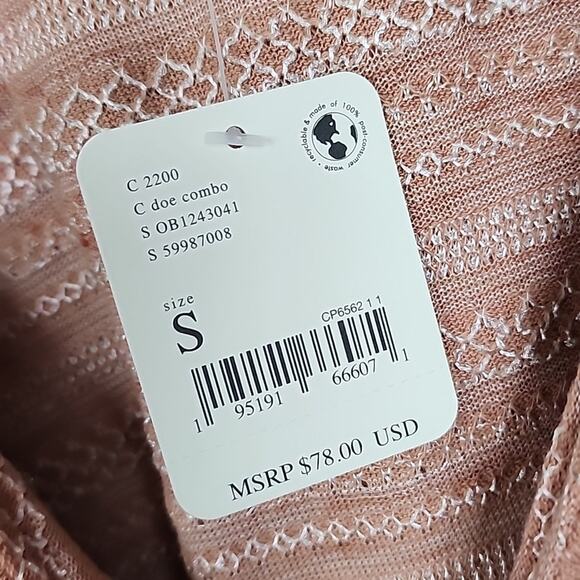 recyclable & made of 100% post-consumer waste •
C 2200
C doe combo
S OB1243041
S 59987008
size
S
CP6562 1 1
1 95191 66607 1
MSRP $78.00 USD